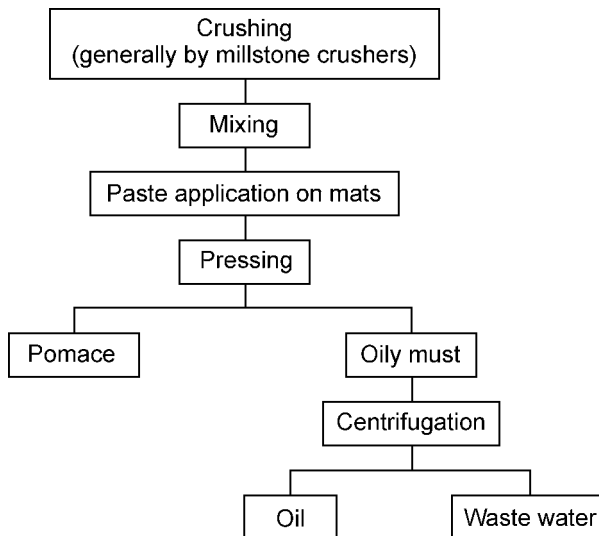 Crushing
(generally by millstone crushers)
Mixing
Paste application on mats
Pressing
Pomace
Oily must
Centrifugation
Oil
Waste water